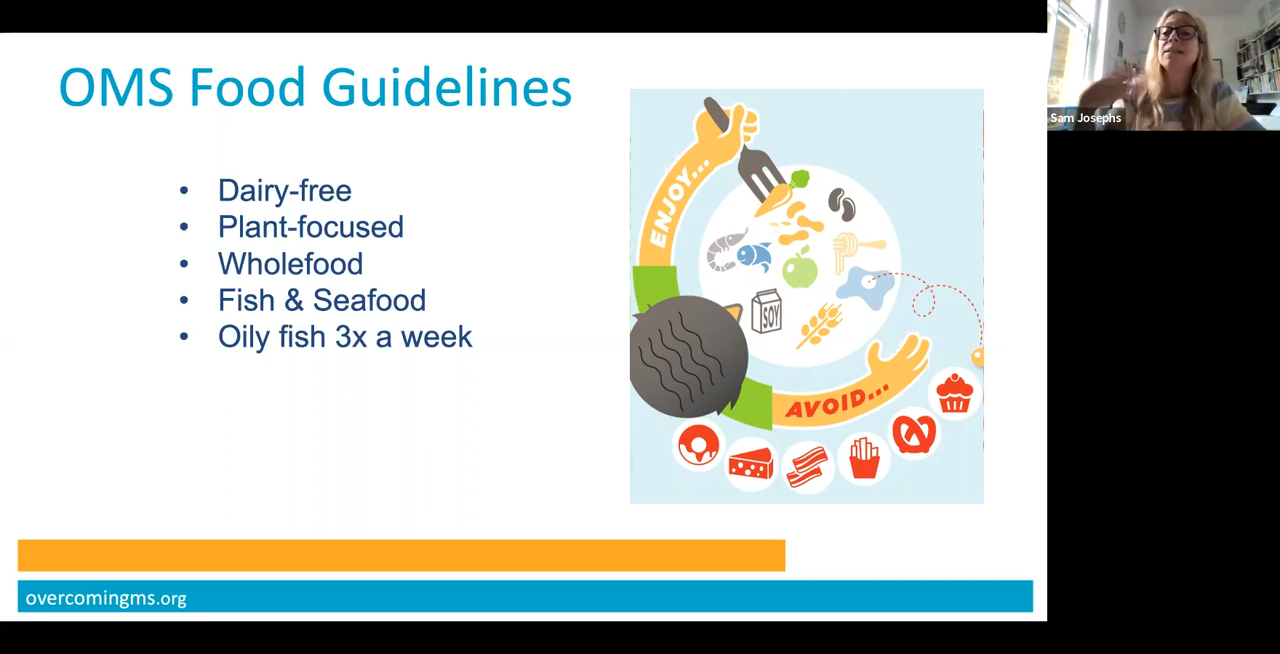 OMS Food Guidelines
• Dairy-free
• Plant-focused
• Wholefood
• Fish & Seafood
• Oily fish 3x a week
ENJOY...
SOY
AVOID...
overcomingms.org
Sam Josephs